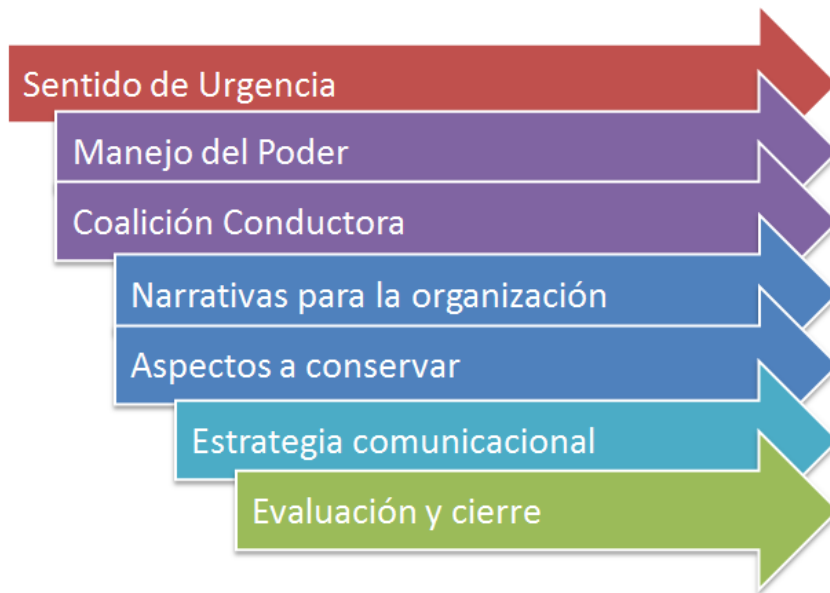 Sentido de Urgencia
Manejo del Poder
Coalición Conductora
Narrativas para la organización
Aspectos a conservar
Estrategia comunicacional
Evaluación y cierre